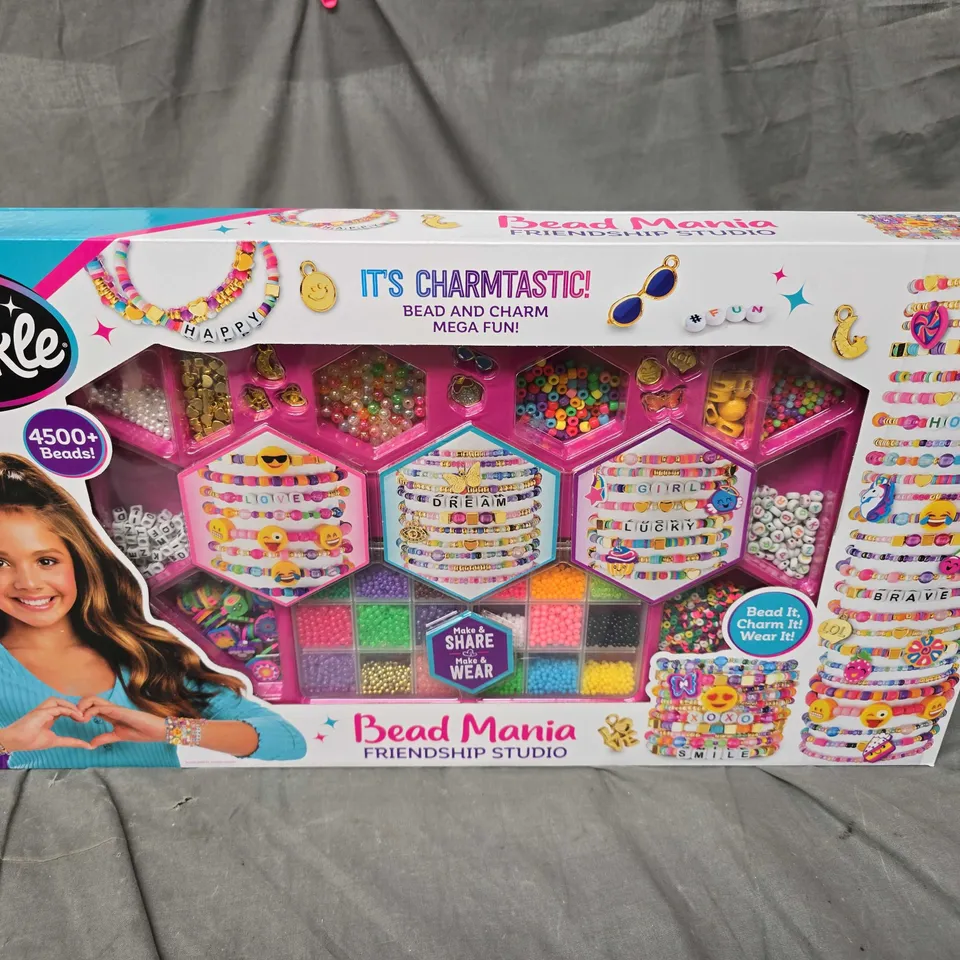 Bead Mania
FRIENDSHIP STUDIO
IT'S CHARMTASTIC!
BEAD AND CHARM
MEGA FUN!
HAPPY
#FUN
kle
4500+
Beads!
LOVE
DREAM
GIRL
LUCKY
HO
BRAVE
LOL
Make &
SHARE
Make &
WEAR
Bead It,
Charm It!
Wear It!
XOXO
SMILE
LOVE
Bead Mania
FRIENDSHIP STUDIO